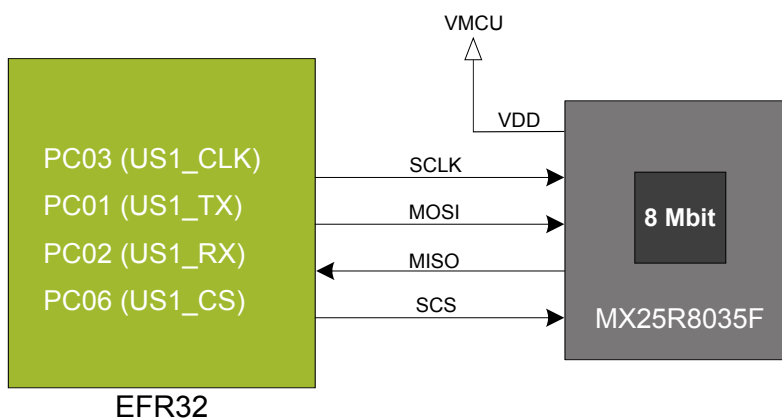 VMCU
VDD
PC03 (US1_CLK)
SCLK
PC01 (US1_TX)
MOSI
8 Mbit
PC02 (US1_RX)
MISO
PC06 (US1_CS)
SCS
MX25R8035F
EFR32